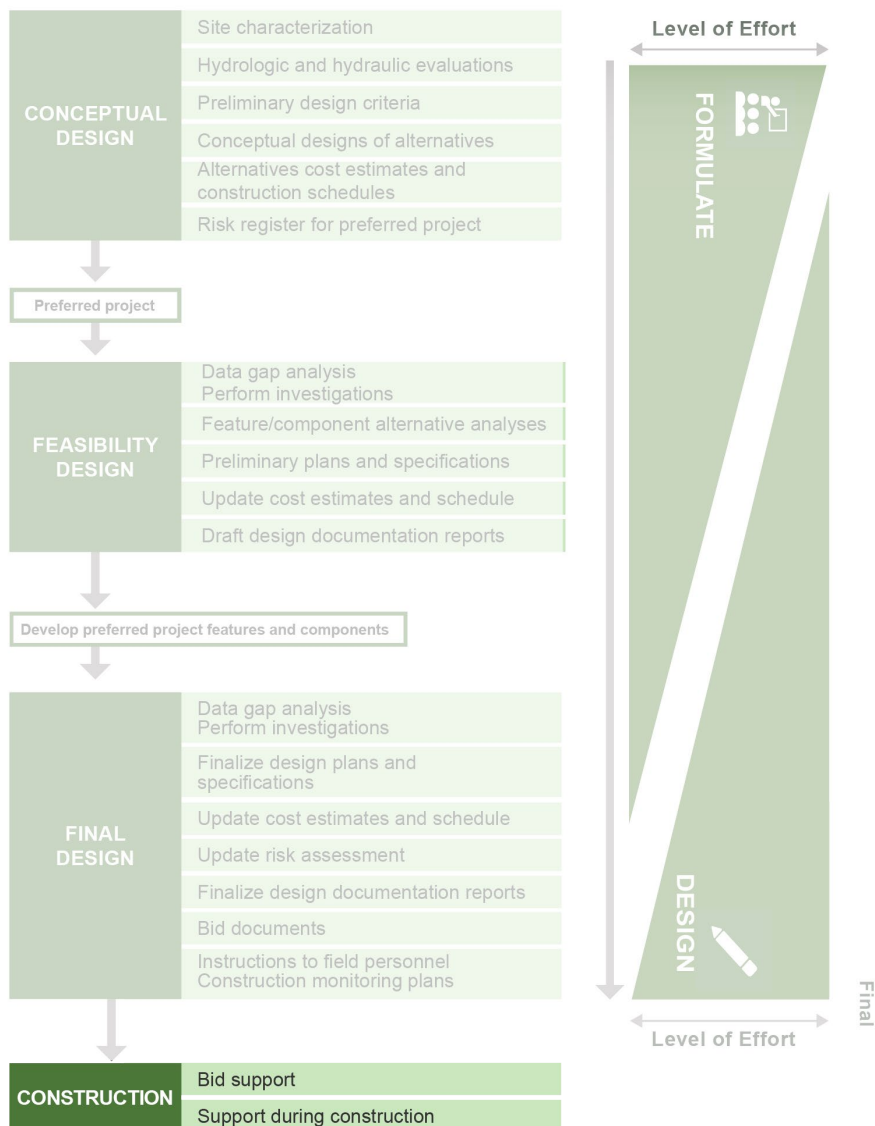 CONCEPTUAL
DESIGN
Site characterization
Hydrologic and hydraulic evaluations
Preliminary design criteria
Conceptual designs of alternatives
Alternatives cost estimates and
construction schedules
Risk register for preferred project
Preferred project
FEASIBILITY
DESIGN
Data gap analysis
Perform investigations
Feature/component alternative analyses
Preliminary plans and specifications
Update cost estimates and schedule
Draft design documentation reports
Develop preferred project features and components
FINAL
DESIGN
Data gap analysis
Perform investigations
Finalize design plans and
specifications
Update cost estimates and schedule
Update risk assessment
Finalize design documentation reports
Bid documents
Instructions to field personnel
Construction monitoring plans
CONSTRUCTION
Bid support
Support during construction
Level of Effort
FORMULATE
DESIGN
Level of Effort
Final